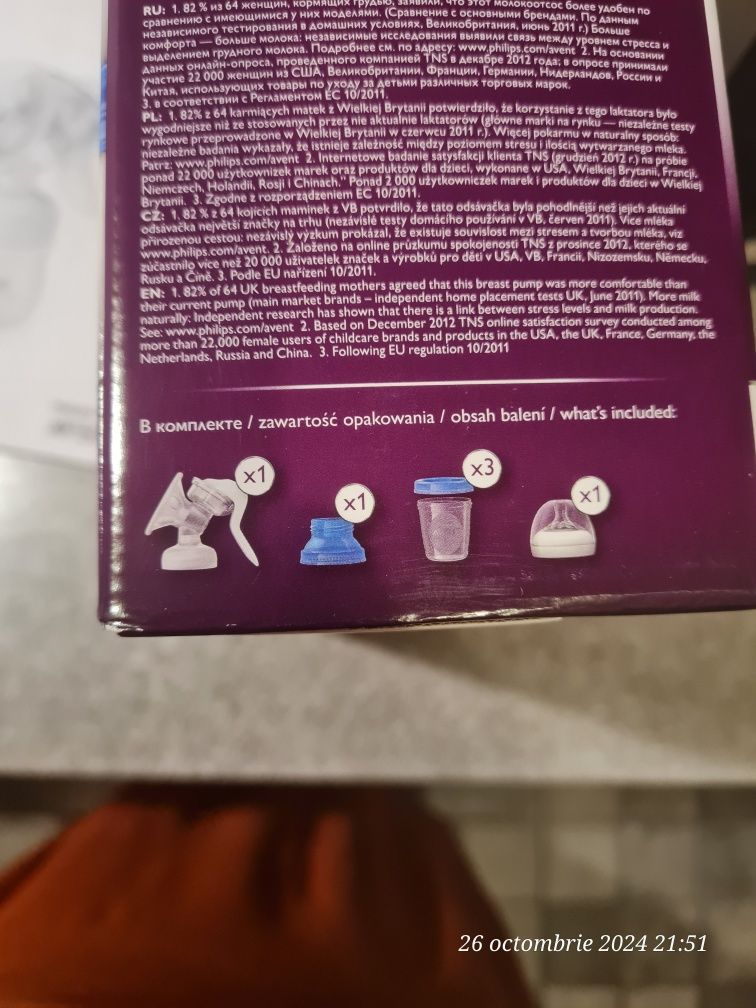 RU: 1. 82 % из 64 женщин, кормящих грудью, заявили, что этот молокоотсос более удобен по
сравнению с имеющимися у них моделями. (Сравнение с основными брендами. По данным
независимого тестирования в домашних условиях, Великобритания, июнь 2011 г.) Больше
комфорта — больше молока: независимые исследования выявили связь между уровнем стресса и
выделением грудного молока. Подробнее см. по адресу: www.philips.com/avent 2. На основании
данных онлайн-опроса, проведенного компанией TNS в декабре 2012 года; в опросе принимали
участие 22 000 женщин из США, Великобритании, Франции, Германии, Нидерландов, России и
Китая, использующих товары по уходу за детьми различных торговых марок.
3. в соответствии с Регламентом ЕС 10/2011.
PL: 1. 82% z 64 karmiących matek z Wielkiej Brytanii potwierdziło, że korzystanie z tego laktatora było
wygodniejsze niż ze stosowanych przez nie aktualnie laktatorów (główne marki na rynku — niezależne testy
rynkowe przeprowadzone w Wielkiej Brytanii w czerwcu 2011 r.). Więcej pokarmu w naturalny sposób:
niezależne badania wykazały, że istnieje zależność między poziomem stresu i ilością wytwarzanego mleka.
Patrz: www.philips.com/avent 2. Internetowe badanie satysfakcji klienta TNS (grudzień 2012 r.) na próbie
ponad 22 000 użytkownizek marek oraz produktów dla dzieci, wykonane w USA, Wielkiej Brytanii, Francji,
Niemczech, Holandii, Rosji i Chinach." Ponad 2 000 użytkowniczek marek i produktów dla dzieci w Wielkiej
Brytanii. 3. Zgodne z rozporządzeniem EC 10/2011.
CZ: 1. 82 % z 64 kojících maminek z VB potvrdilo, že tato odsávačka byla pohodlnější než jejich aktuální
odsávačka největší značky na trhu (nezávislé testy domácího používání v VB, červen 2011). Více mléka
přirozenou cestou: nezávislý výzkum prokázal, že existuje souvislost mezi stresem a tvorbou mléka, viz
www.philips.com/avent. 2. Založeno na online průzkumu spokojenosti TNS z prosince 2012, kterého se
zúčastnilo více než 20 000 uživatelek značek a výrobků pro děti v USA, VB, Francii, Nizozemsku, Německu,
Rusku a Číně. 3. Podle EU nařízení 10/2011.
EN: 1. 82% of 64 UK breastfeeding mothers agreed that this breast pump was more comfortable than
their current pump (main market brands – independent home placement tests UK, June 2011). More milk
naturally: Independent research has shown that there is a link between stress levels and milk production.
See: www.philips.com/avent 2. Based on December 2012 TNS online satisfaction survey conducted among
more than 22,000 female users of childcare brands and products in the USA, the UK, France, Germany, the
Netherlands, Russia and China. 3. Following EU regulation 10/2011
В комплекте / zawartość opakowania / obsah balení / what's included:
x1
x1
x3
x1
26 octombrie 2024 21:51